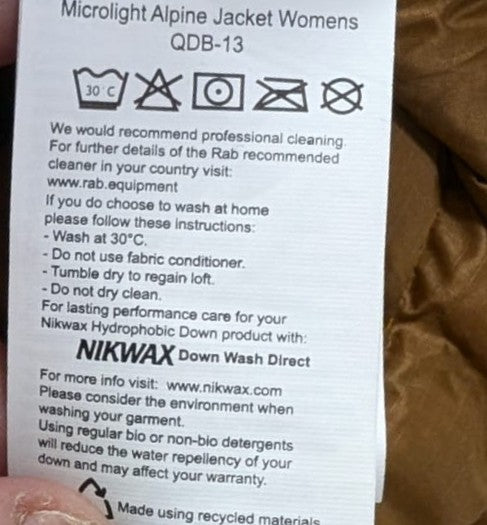 Microlight Alpine Jacket Womens
QDB-13
30°C
We would recommend professional cleaning.
For further details of the Rab recommended
cleaner in your country visit:
www.rab.equipment
If you do choose to wash at home
please follow these instructions:
- Wash at 30°C.
- Do not use fabric conditioner.
- Tumble dry to regain loft.
- Do not dry clean.
For lasting performance care for your
Nikwax Hydrophobic Down product with:
NIKWAX Down Wash Direct
For more info visit: www.nikwax.com
Please consider the environment when
washing your garment.
Using regular bio or non-bio detergents
will reduce the water repellency of your
down and may affect your warranty.
Made using recycled materials